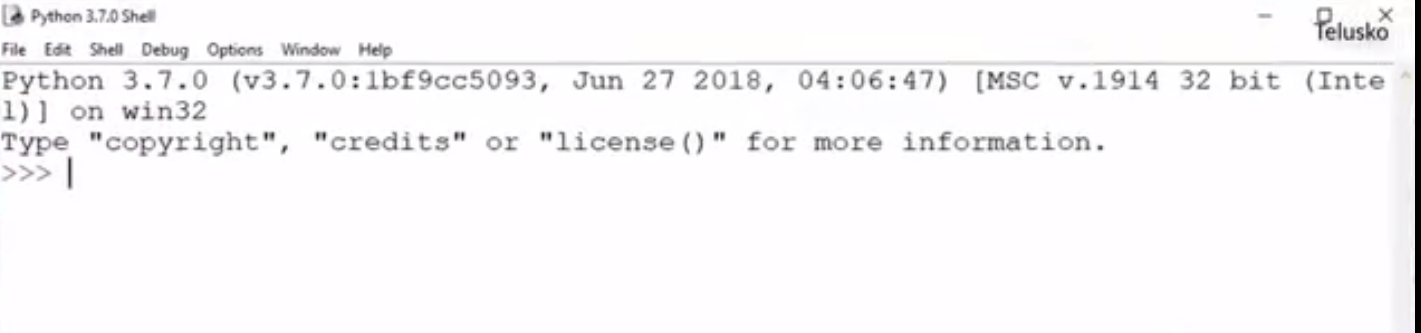 Python 3.7.0 Shell
Telusko
File Edit Shell Debug Options Window Help
Python 3.7.0 (v3.7.0:1bf9cc5093, Jun 27 2018, 04:06:47) [MSC v.1914 32 bit (Inte
l)] on win32
Type "copyright", "credits" or "license()" for more information.
>>>